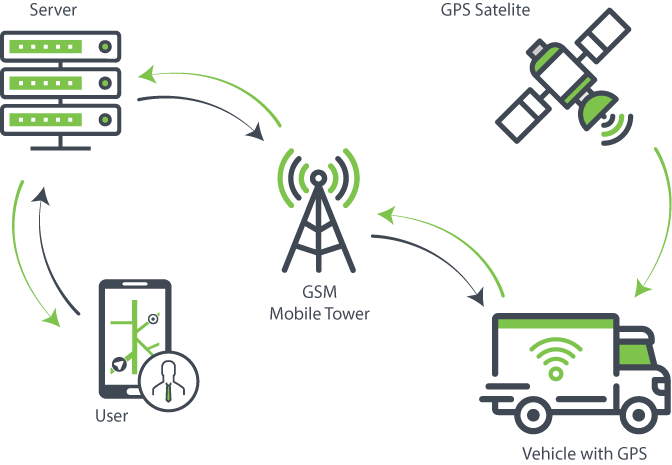 Server
GPS Satelite
GSM
Mobile Tower
User
Vehicle with GPS